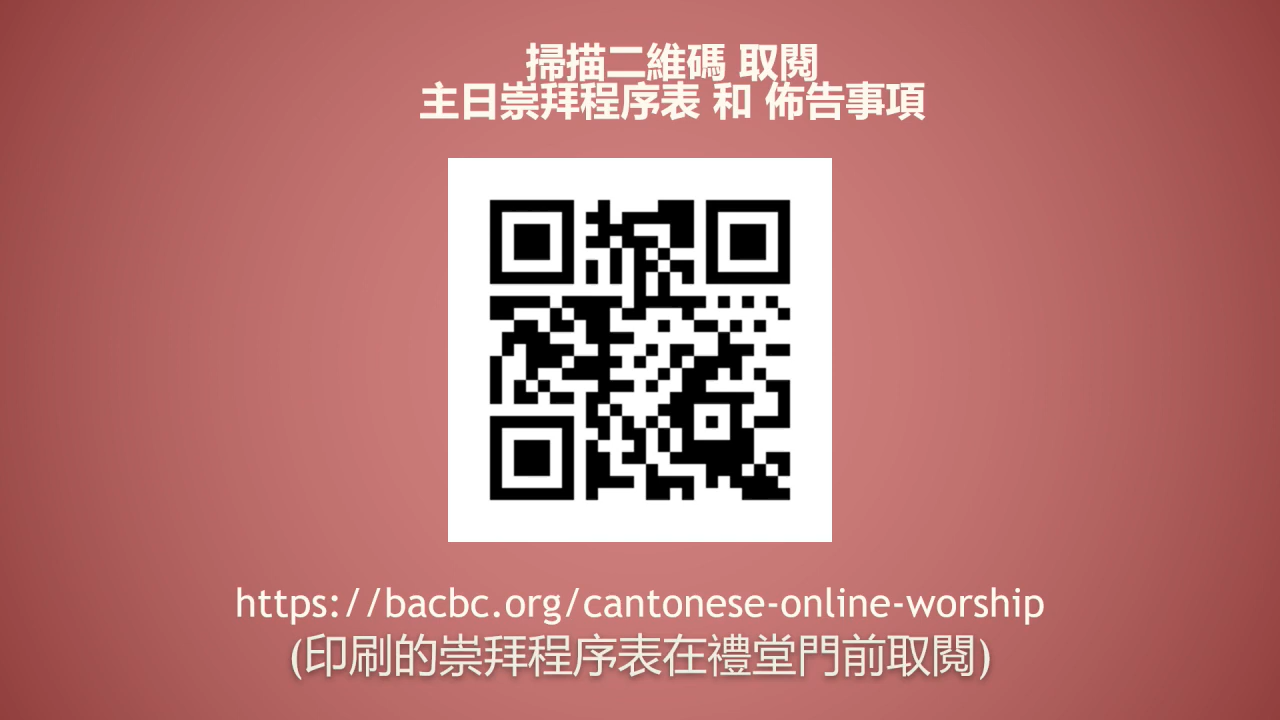 掃描二維碼 取閱
主日崇拜程序表 和 佈告事項
https://bacbc.org/cantonese-online-worship
(印刷的崇拜程序表在禮堂門前取閱)